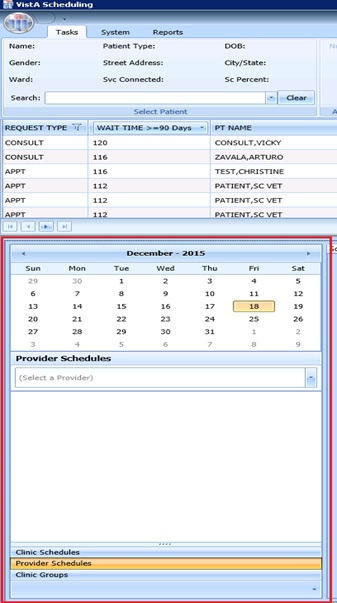 VistA Scheduling
Tasks System Reports
Name: Patient Type: DOB:
Gender: Street Address: City/State:
Ward: Svc Connected: Sc Percent:
Search: Clear
Select Patient
REQUEST TYPE WAIT TIME >=90 Days PT NAME
CONSULT 120 CONSULT,VICKY
CONSULT 116 ZAVALA,ARTURO
APPT 116 TEST,CHRISTINE
APPT 112 PATIENT,SC VET
APPT 112 PATIENT,SC VET
APPT 112 PATIENT,SC VET
December - 2015
Sun Mon Tue Wed Thu Fri Sat
29 30 1 2 3 4 5
6 7 8 9 10 11 12
13 14 15 16 17 18 19
20 21 22 23 24 25 26
27 28 29 30 31 1 2
3 4 5 6 7 8 9
Provider Schedules
(Select a Provider)
Clinic Schedules
Provider Schedules
Clinic Groups